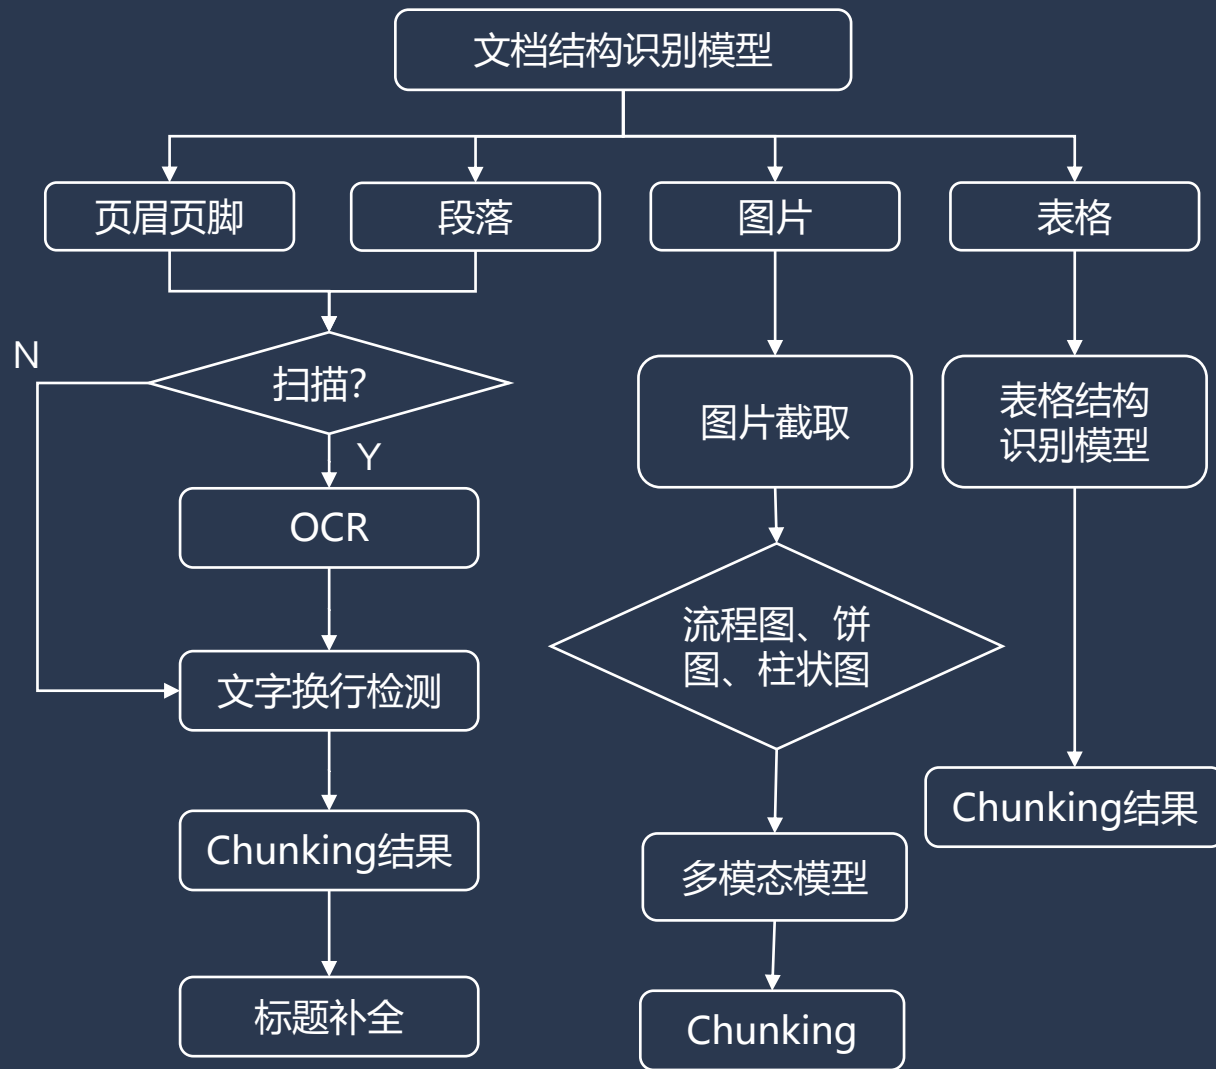 文档结构识别模型
页眉页脚
段落
图片
表格
N
扫描?
Y
图片截取
表格结构
识别模型
OCR
流程图、饼
图、柱状图
文字换行检测
Chunking结果
Chunking结果
多模态模型
标题补全
Chunking